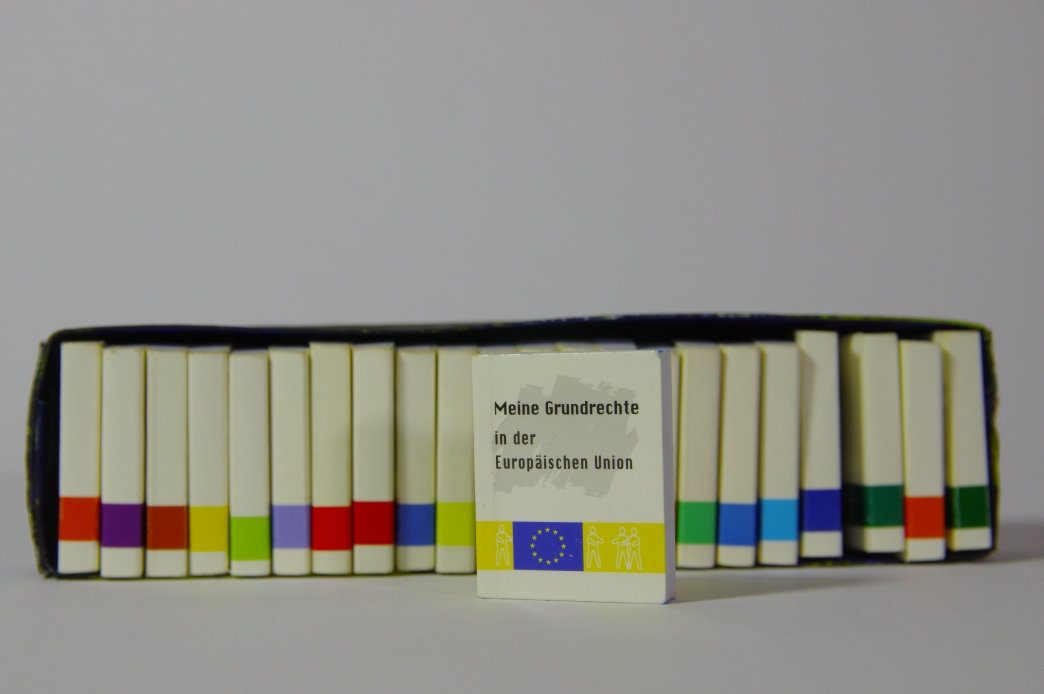 Meine Grundrechte
in der
Europäischen Union